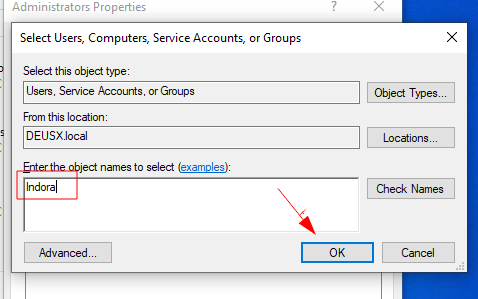 Administrators Properties
Select Users, Computers, Service Accounts, or Groups
Select this object type:
Users, Service Accounts, or Groups
Object Types...
From this location:
DEUSX.local
Locations...
Enter the object names to select (examples):
Indora
Check Names
Advanced...
OK
Cancel